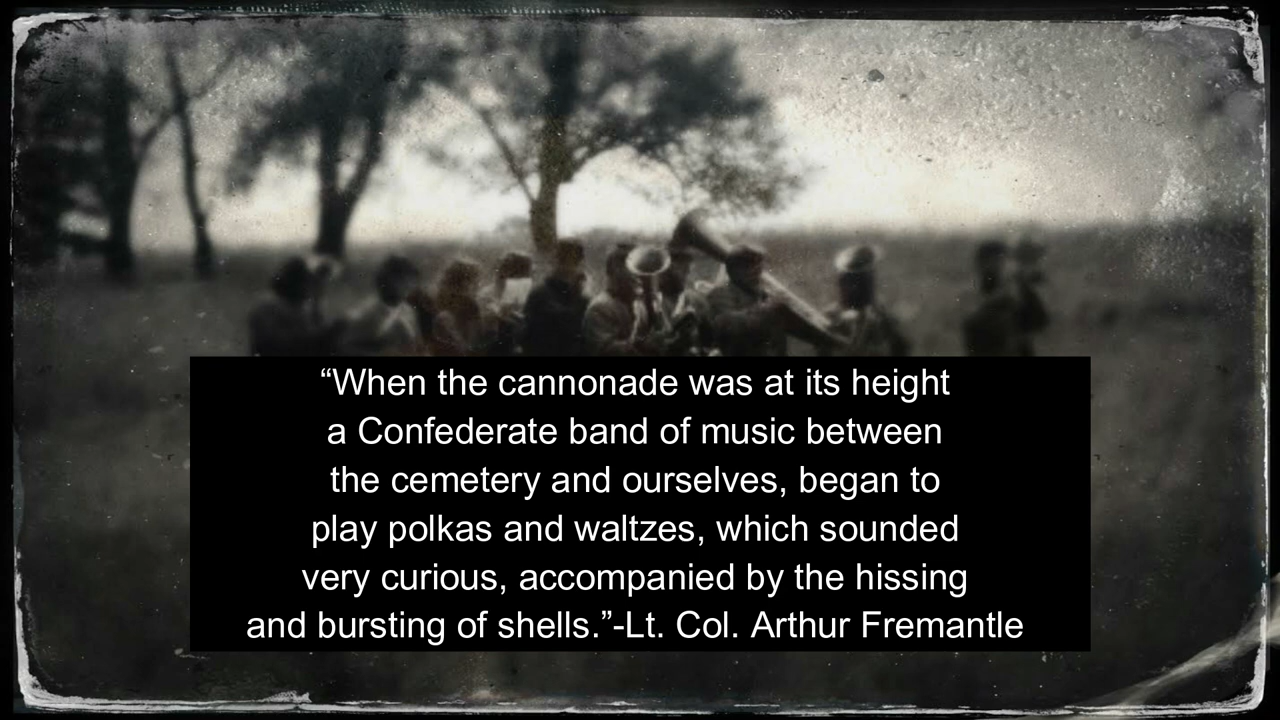 “When the cannonade was at its height
a Confederate band of music between
the cemetery and ourselves, began to
play polkas and waltzes, which sounded
very curious, accompanied by the hissing
and bursting of shells.”-Lt. Col. Arthur Fremantle